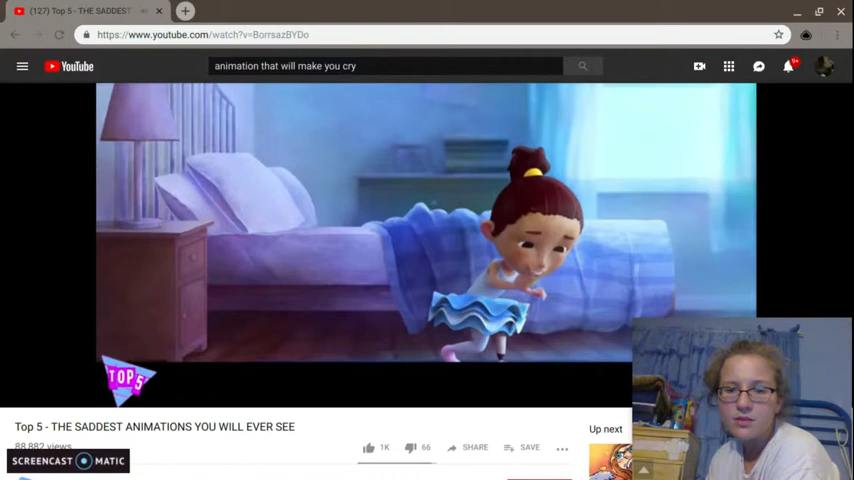 (127) Top 5 - THE SADDEST
https://www.youtube.com/watch?v=BorrsazBYDo
YouTube
animation that will make you cry
9+
TOP5
Top 5 - THE SADDEST ANIMATIONS YOU WILL EVER SEE
88,882 views
1K
66
SHARE
SAVE
Up next
SCREENCAST MATIC